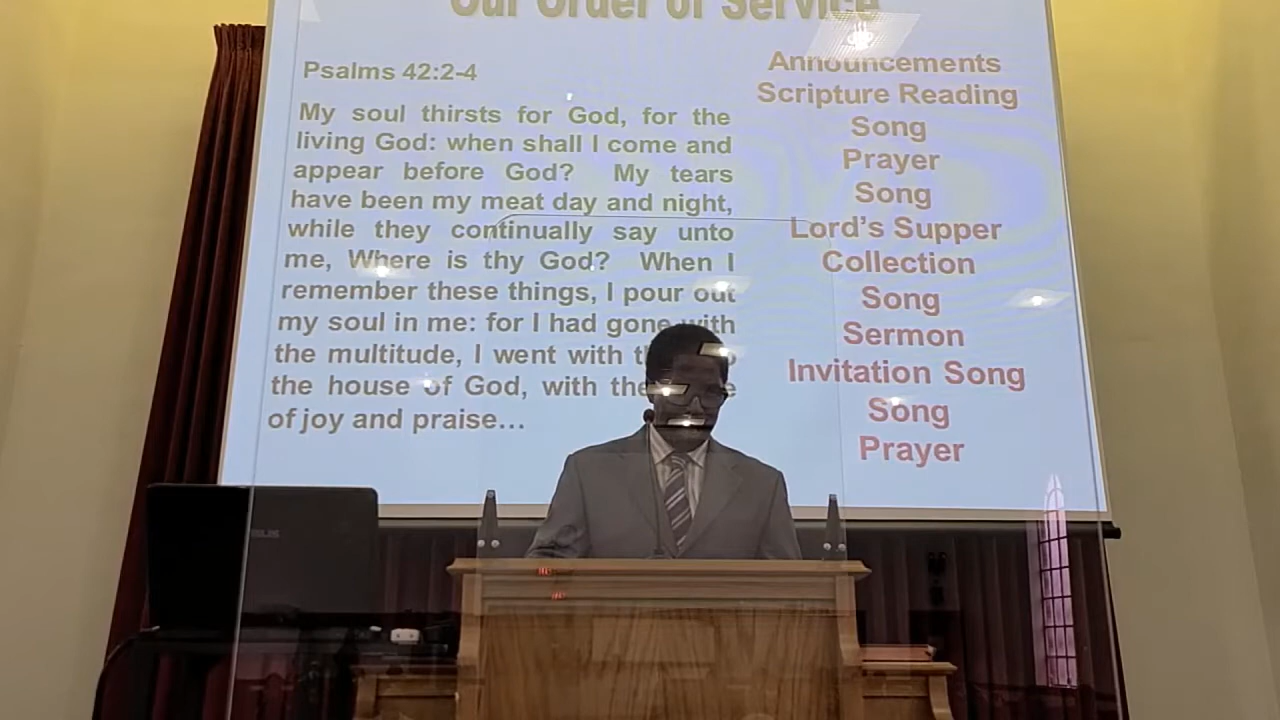 Our Order of Service
Psalms 42:2-4
My soul thirsts for God, for the
living God: when shall I come and
appear before God? My tears
have been my meat day and night,
while they continually say unto
me, Where is thy God? When I
remember these things, I pour out
my soul in me: for I had gone with
the multitude, I went with
the house of God, with the
of joy and praise...
Announcements
Scripture Reading
Song
Prayer
Song
Lord's Supper
Collection
Song
Sermon
Invitation Song
Song
Prayer